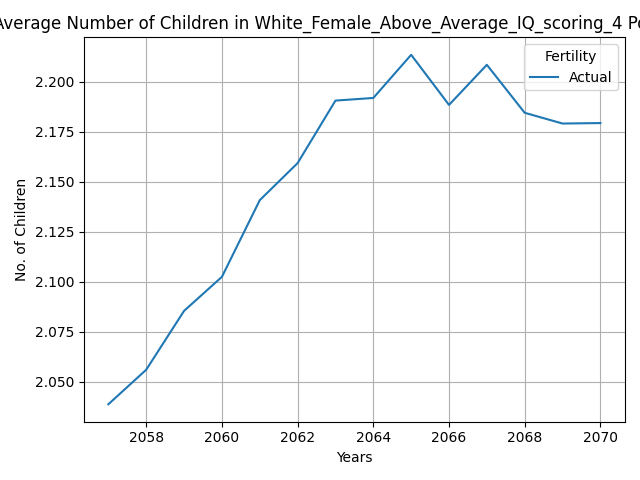 Average Number of Children in White_Female_Above_Average_IQ_scoring_4 Po
Fertility
Actual
2.200
2.175
2.150
2.125
2.100
2.075
2.050
No. of Children
2058 2060 2062 2064 2066 2068 2070
Years